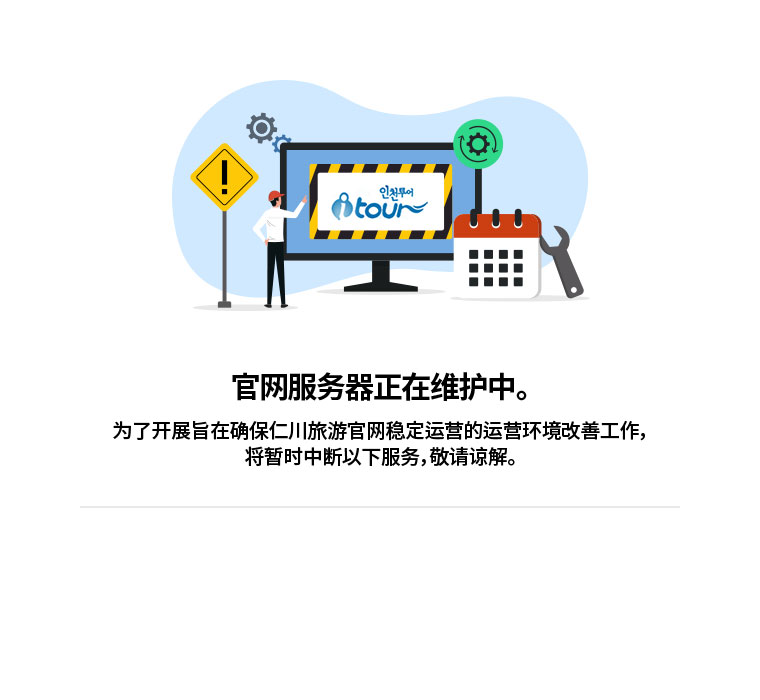 인천투어
itour
官网服务器正在维护中。
为了开展旨在确保仁川旅游官网稳定运营的运营环境改善工作,
将暂时中断以下服务,敬请谅解。